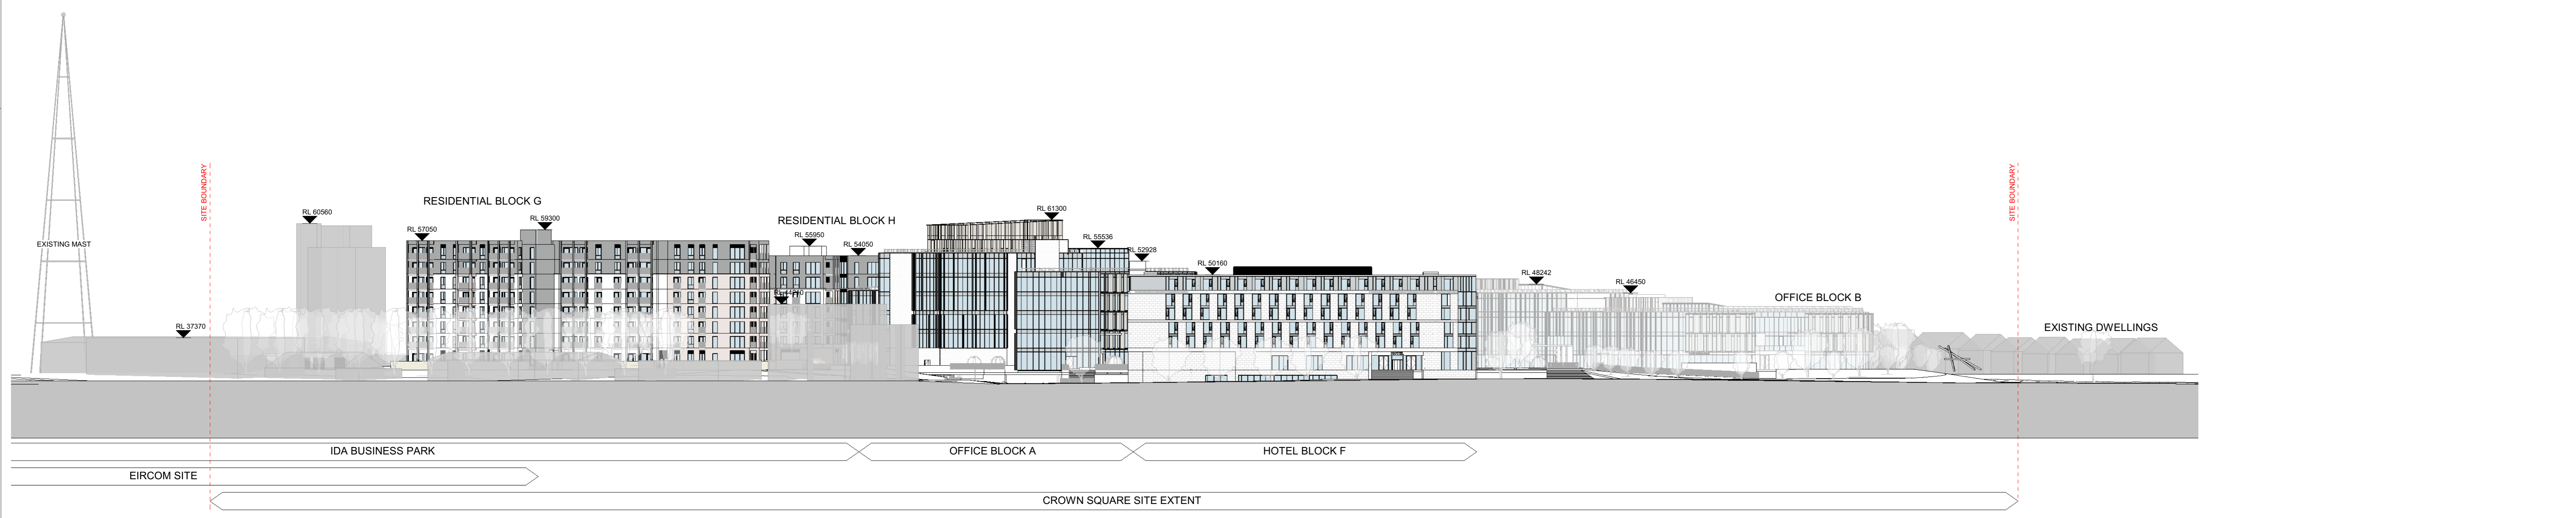 SITE BOUNDARY
SITE BOUNDARY
RESIDENTIAL BLOCK G
RL 60560
RL 59300
RL 57050
RESIDENTIAL BLOCK H
RL 55950
RL 54050
RL 61300
RL 55536
RL 52928
RL 50160
EXISTING MAST
RL 48242
RL 46450
OFFICE BLOCK B
RL 37370
EXISTING DWELLINGS
IDA BUSINESS PARK
OFFICE BLOCK A
HOTEL BLOCK F
EIRCOM SITE
CROWN SQUARE SITE EXTENT